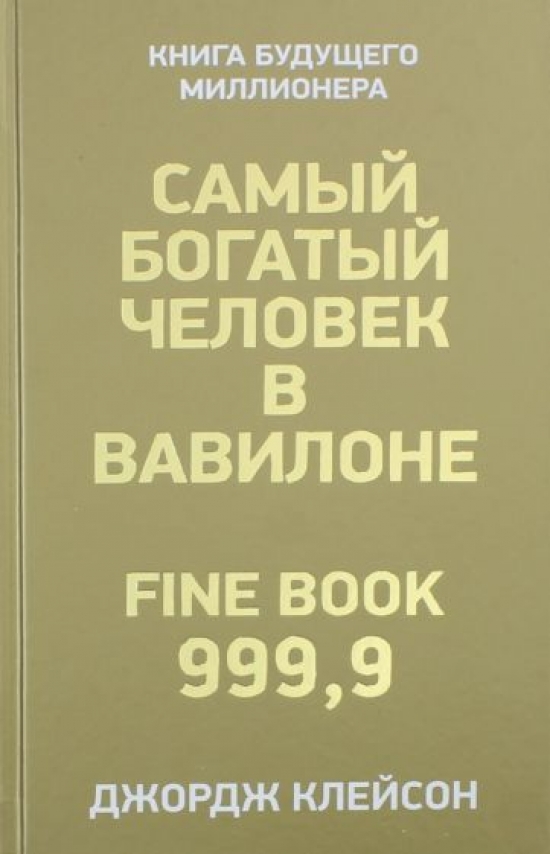 КНИГА БУДУЩЕГО
МИЛЛИОНЕРА
САМЫЙ
БОГАТЫЙ
ЧЕЛОВЕК
В
ВАВИЛОНЕ
FINE BOOK
999,9
ДЖОРДЖ КЛЕЙСОН